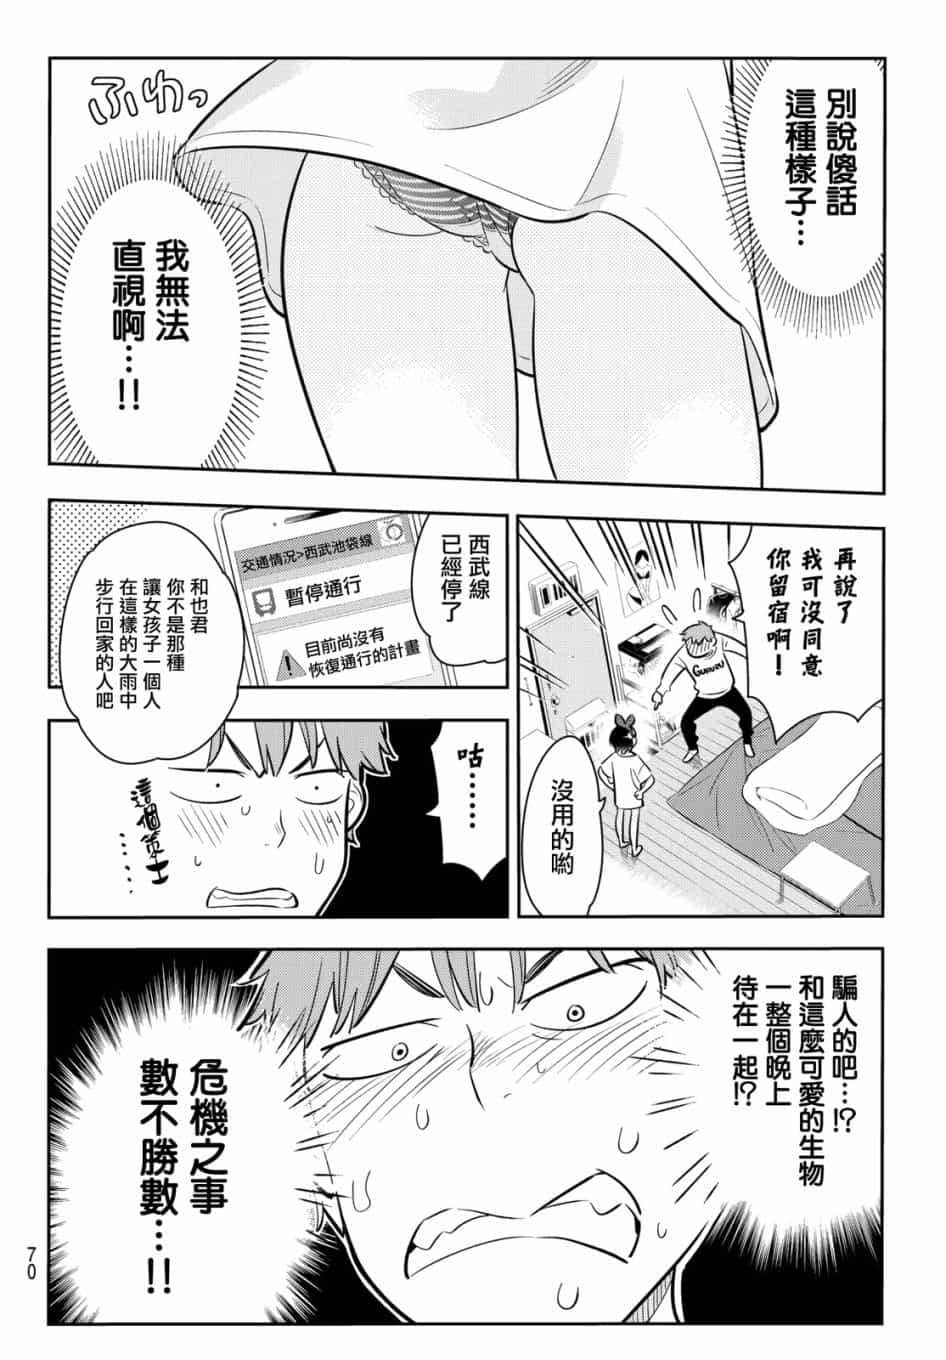 別說傻話
這種樣子…
ふわっ
我無法
直視啊…!!
再說了
我可沒同意
你留宿啊！
GURURU
沒用的喲
西武線
已經停了
交通情況>西武池袋線
暫停通行
目前尚沒有
恢復通行的計畫
和也君
你不是那種
讓女孩子一個人
在這樣的大雨中
步行回家的人吧
咕……
這個策士……
騙人的吧…!?
和這麼可愛的生物
一整個晚上
待在一起!?
危機之事
數不勝數…!!
70